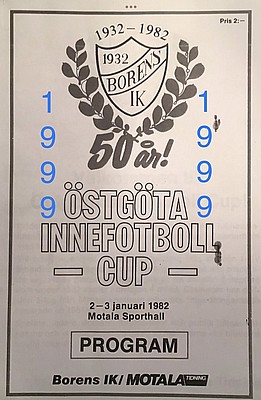 Pris 2:—
1932–1982
1932
BORENS
IK
50 år!
1 1
9 9
9 9
9 9
ÖSTGÖTA
INNEFOTBOLL
— CUP —
2–3 januari 1982
Motala Sporthall
PROGRAM
Borens IK/MOTALA TIDNING